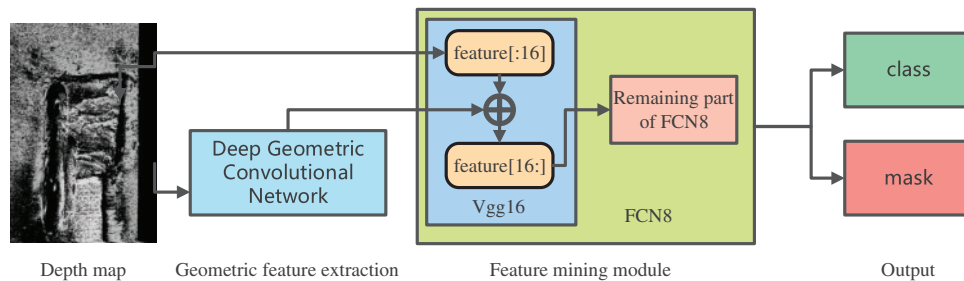 feature[:16]
feature[16:]
Vgg16
Remaining part
of FCN8
FCN8
Deep Geometric
Convolutional
Network
class
mask
Depth map
Geometric feature extraction
Feature mining module
Output